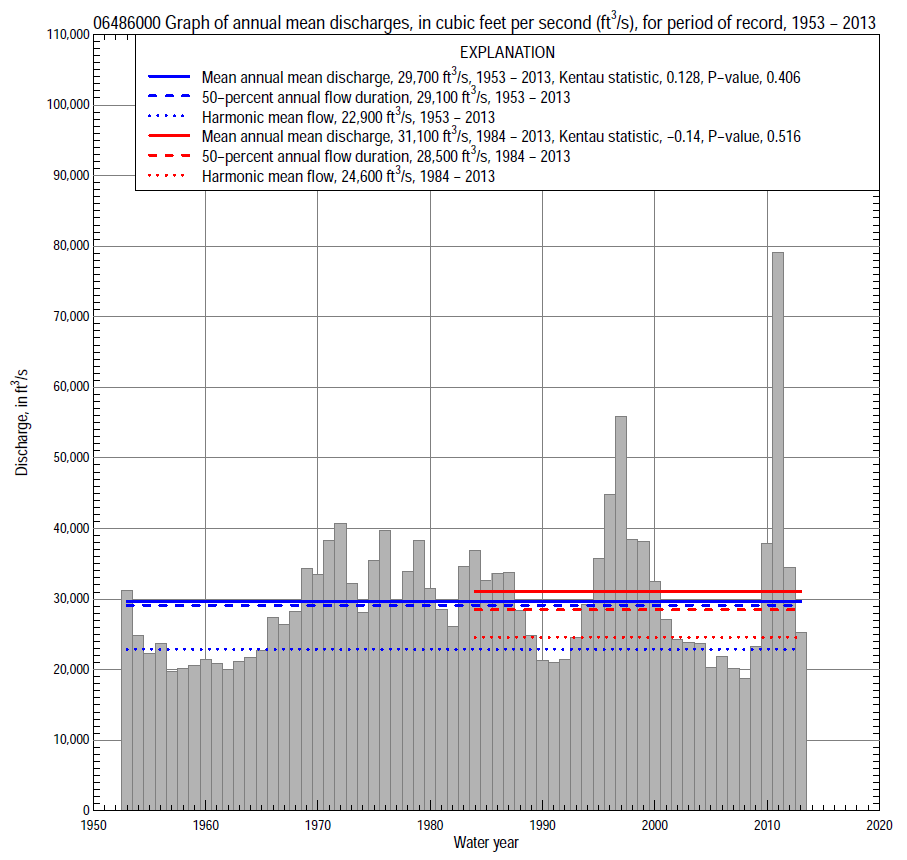 06486000 Graph of annual mean discharges, in cubic feet per second (ft³/s), for period of record, 1953 – 2013
EXPLANATION
Mean annual mean discharge, 29,700 ft³/s, 1953 – 2013, Kentau statistic, 0.128, P–value, 0.406
50–percent annual flow duration, 29,100 ft³/s, 1953 – 2013
Harmonic mean flow, 22,900 ft³/s, 1953 – 2013
Mean annual mean discharge, 31,100 ft³/s, 1984 – 2013, Kentau statistic, –0.14, P–value, 0.516
50–percent annual flow duration, 28,500 ft³/s, 1984 – 2013
Harmonic mean flow, 24,600 ft³/s, 1984 – 2013
110,000
100,000
90,000
80,000
70,000
60,000
50,000
40,000
30,000
20,000
10,000
0
Discharge, in ft³/s
1950 1960 1970 1980 1990 2000 2010 2020
Water year